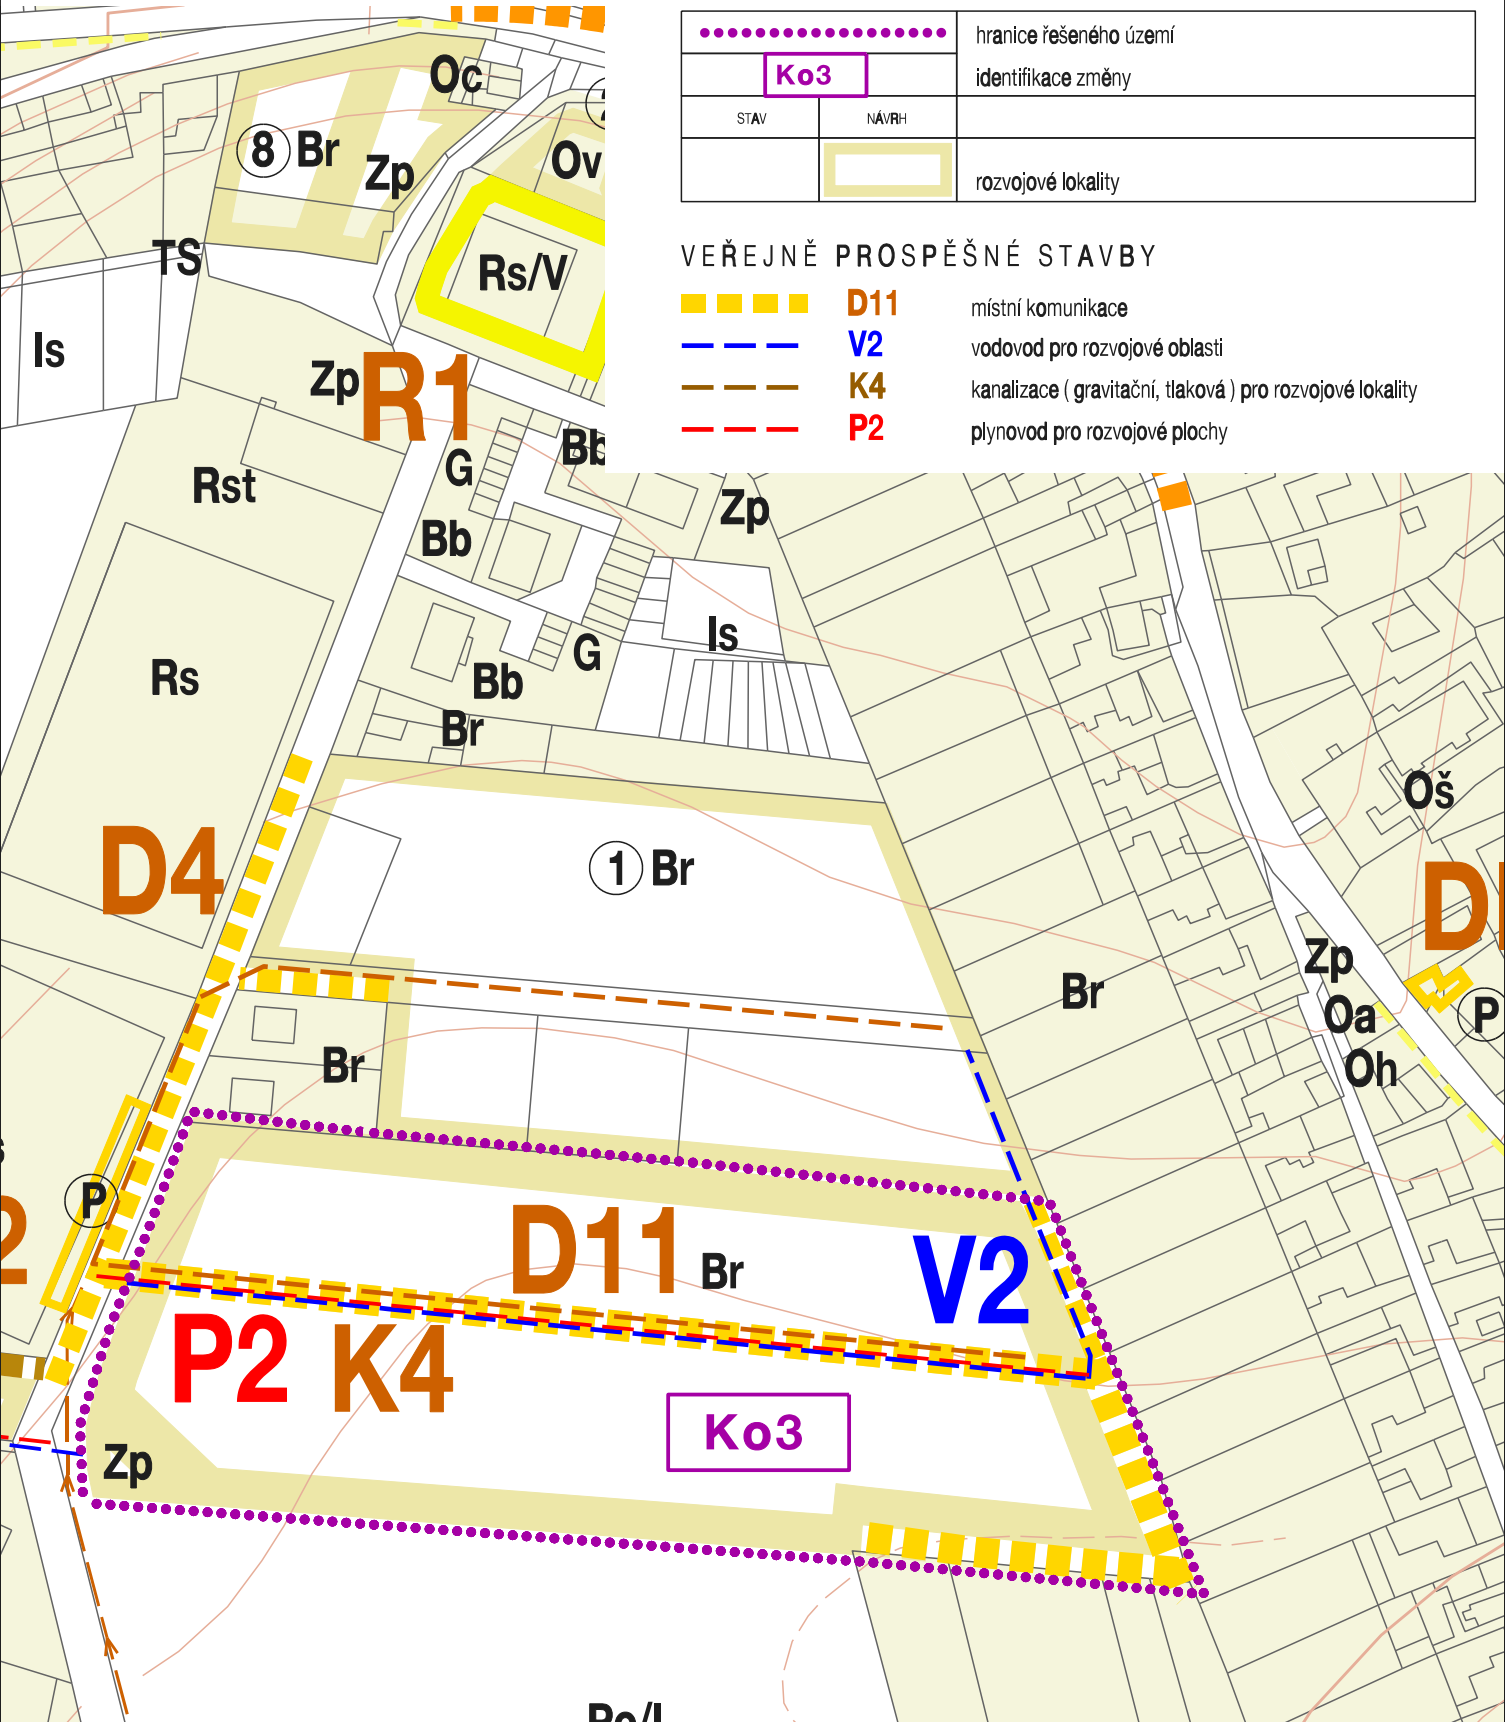 hranice řešeného území
Ko3
identifikace změny
STAV
NÁVRH
rozvojové lokality
VEŘEJNĚ PROSPĚŠNÉ STAVBY
D11
místní komunikace
V2
vodovod pro rozvojové oblasti
K4
kanalizace ( gravitační, tlaková ) pro rozvojové lokality
P2
plynovod pro rozvojové plochy
Oc
8 Br
Zp
Ov
TS
Rs/V
Is
Zp
R1
G
Bb
Rst
Zp
Bb
Is
G
Rs
Bb
Br
Oš
D4
1 Br
Zp
Br
Oa
P
Oh
Br
P
D11
Br
V2
P2
K4
Ko3
Zp